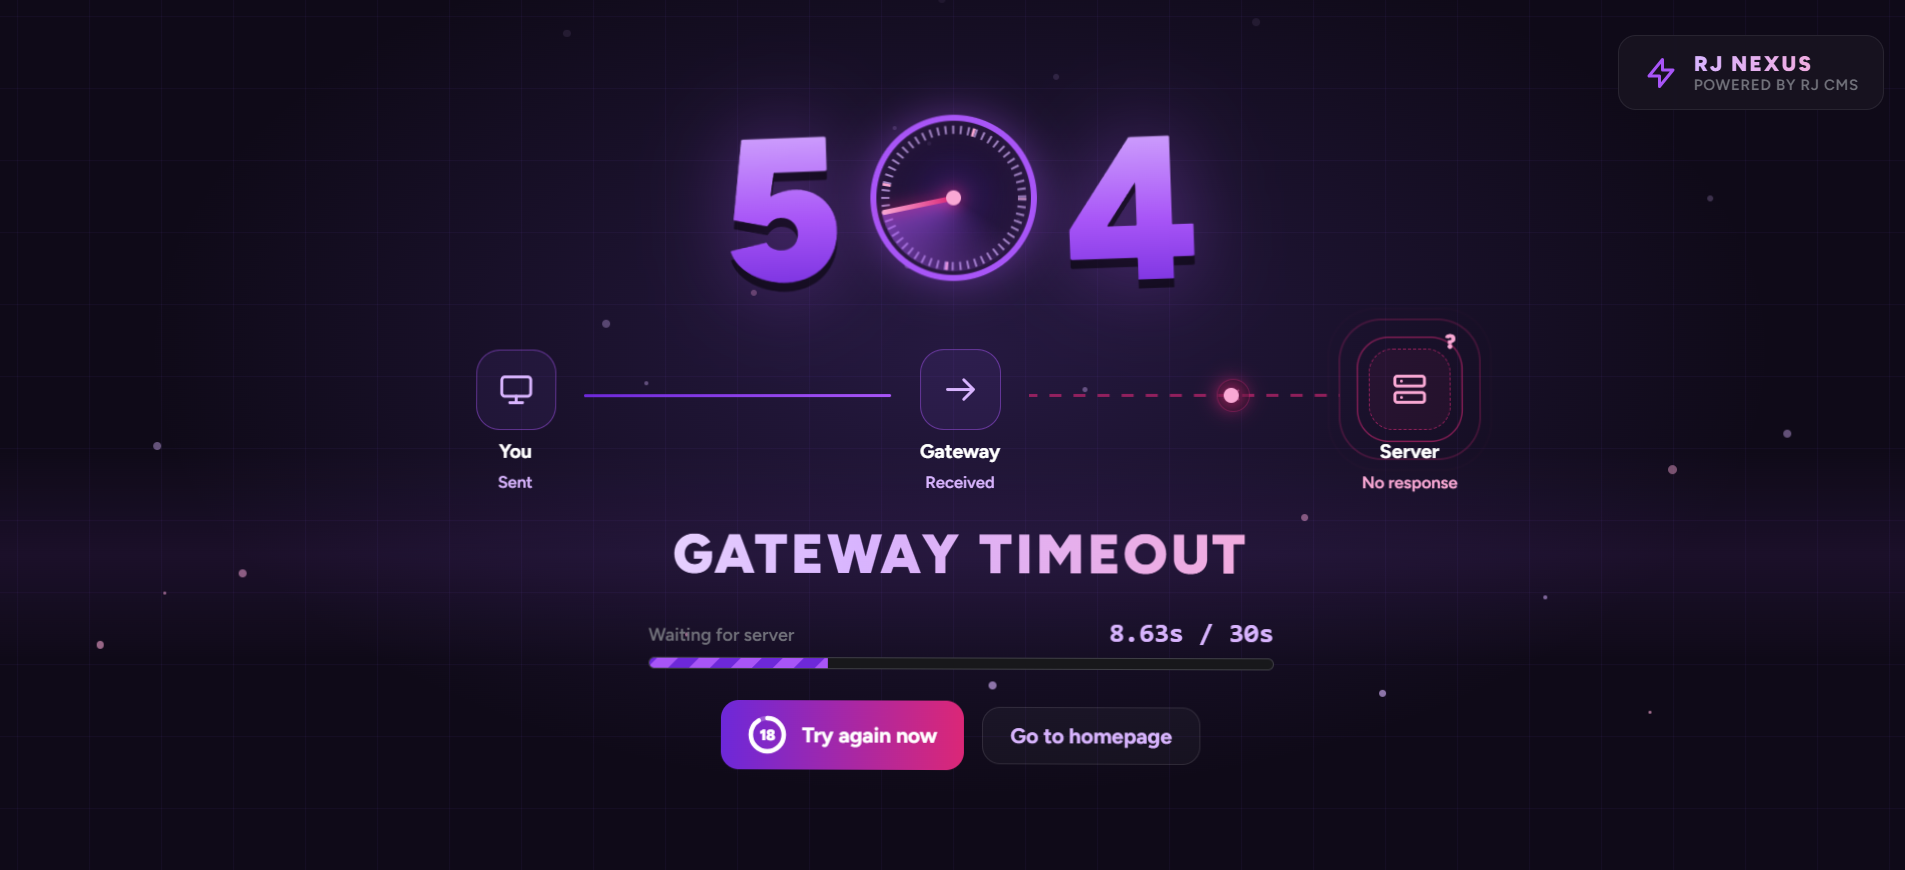 RJ NEXUS
POWERED BY RJ CMS
5 4
?
You
Sent
Gateway
Received
Server
No response
GATEWAY TIMEOUT
Waiting for server
8.63s / 30s
18 Try again now
Go to homepage